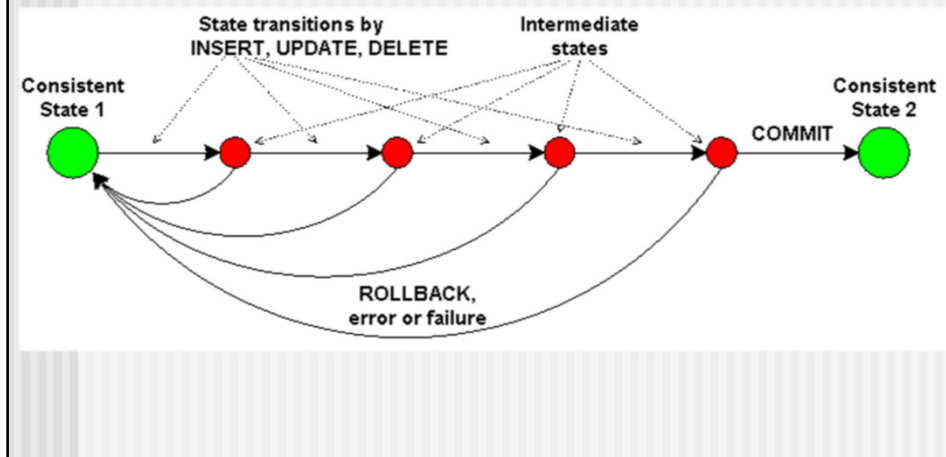 State transitions by
INSERT, UPDATE, DELETE
Intermediate
states
Consistent
State 1
Consistent
State 2
COMMIT
ROLLBACK,
error or failure